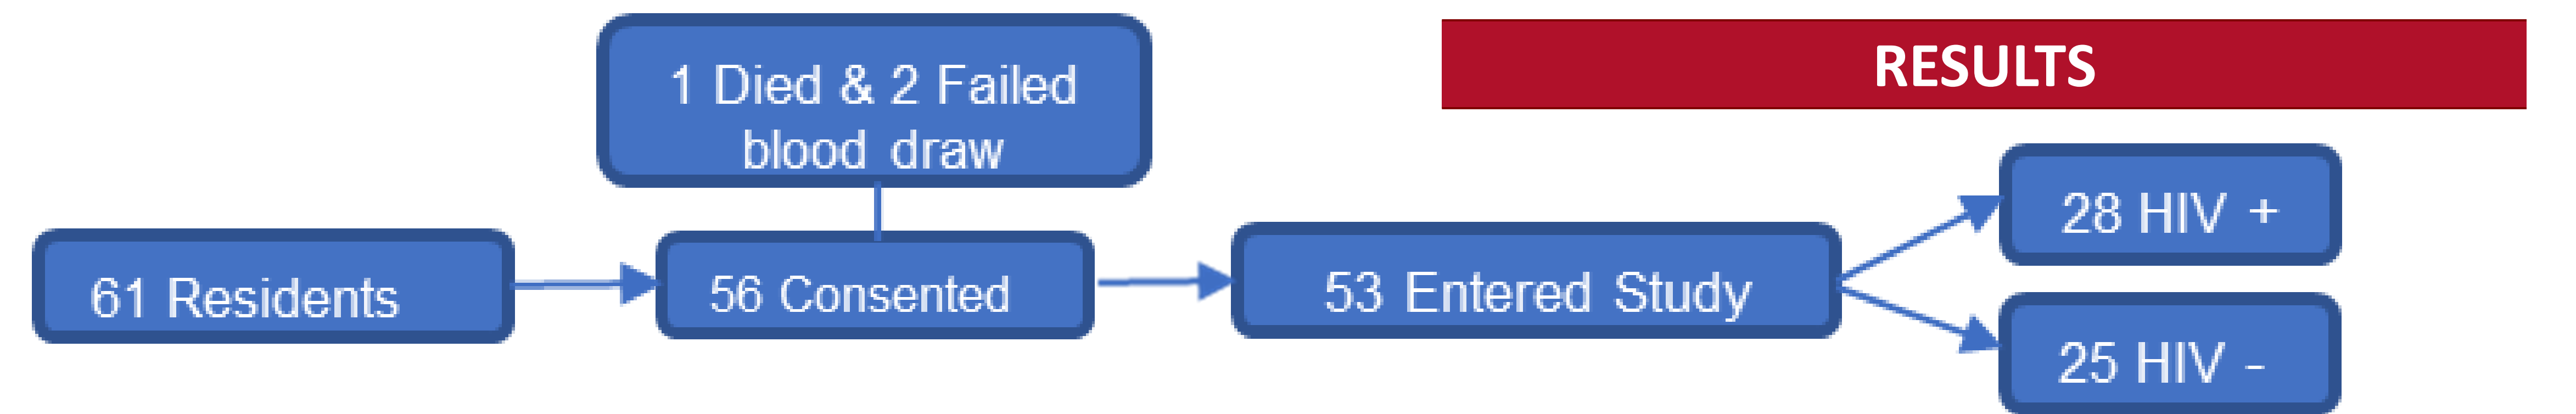 RESULTS
1 Died & 2 Failed
blood draw
61 Residents
56 Consented
53 Entered Study
28 HIV +
25 HIV -